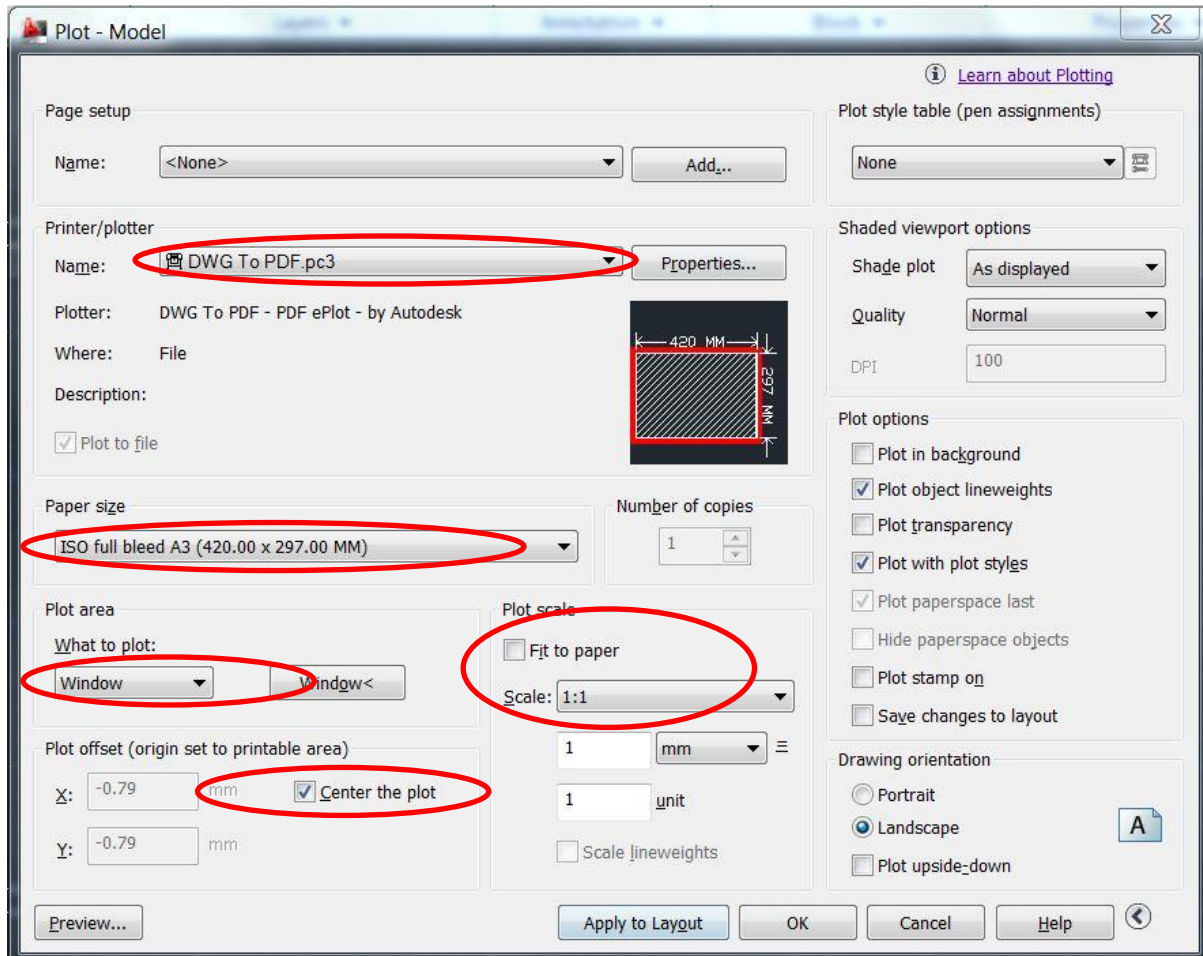 Layers Annotation Block
Plot - Model
Learn about Plotting
Page setup
Name: <None> Add...
Plot style table (pen assignments)
None
Printer/plotter
Name: DWG To PDF.pc3 Properties...
Plotter: DWG To PDF - PDF ePlot - by Autodesk
Where: File
Description:
Plot to file
420 MM
297 MM
Shaded viewport options
Shade plot As displayed
Quality Normal
DPI 100
Paper size
ISO full bleed A3 (420.00 x 297.00 MM)
Number of copies
1
Plot options
Plot in background
Plot object lineweights
Plot transparency
Plot with plot styles
Plot paperspace last
Hide paperspace objects
Plot stamp on
Save changes to layout
Plot area
What to plot:
Window Window<
Plot scale
Fit to paper
Scale: 1:1
1 mm =
1 unit
Scale lineweights
Plot offset (origin set to printable area)
X: -0.79 mm Center the plot
Y: -0.79 mm
Drawing orientation
Portrait
Landscape
Plot upside-down
A
Preview... Apply to Layout OK Cancel Help